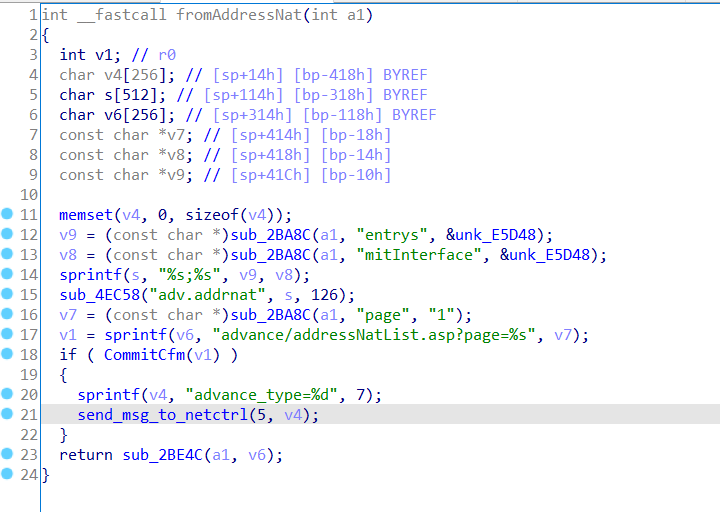 1 int __fastcall fromAddressNat(int a1)
2 {
3 int v1; // r0
4 char v4[256]; // [sp+14h] [bp-418h] BYREF
5 char s[512]; // [sp+114h] [bp-318h] BYREF
6 char v6[256]; // [sp+314h] [bp-118h] BYREF
7 const char *v7; // [sp+414h] [bp-18h]
8 const char *v8; // [sp+418h] [bp-14h]
9 const char *v9; // [sp+41Ch] [bp-10h]
10
11 memset(v4, 0, sizeof(v4));
12 v9 = (const char *)sub_2BA8C(a1, "entrys", &unk_E5D48);
13 v8 = (const char *)sub_2BA8C(a1, "mitInterface", &unk_E5D48);
14 sprintf(s, "%s;%s", v9, v8);
15 sub_4EC58("adv.addrnat", s, 126);
16 v7 = (const char *)sub_2BA8C(a1, "page", "1");
17 v1 = sprintf(v6, "advance/addressNatList.asp?page=%s", v7);
18 if ( CommitCfm(v1) )
19 {
20 sprintf(v4, "advance_type=%d", 7);
21 send_msg_to_netctrl(5, v4);
22 }
23 return sub_2BE4C(a1, v6);
24 }